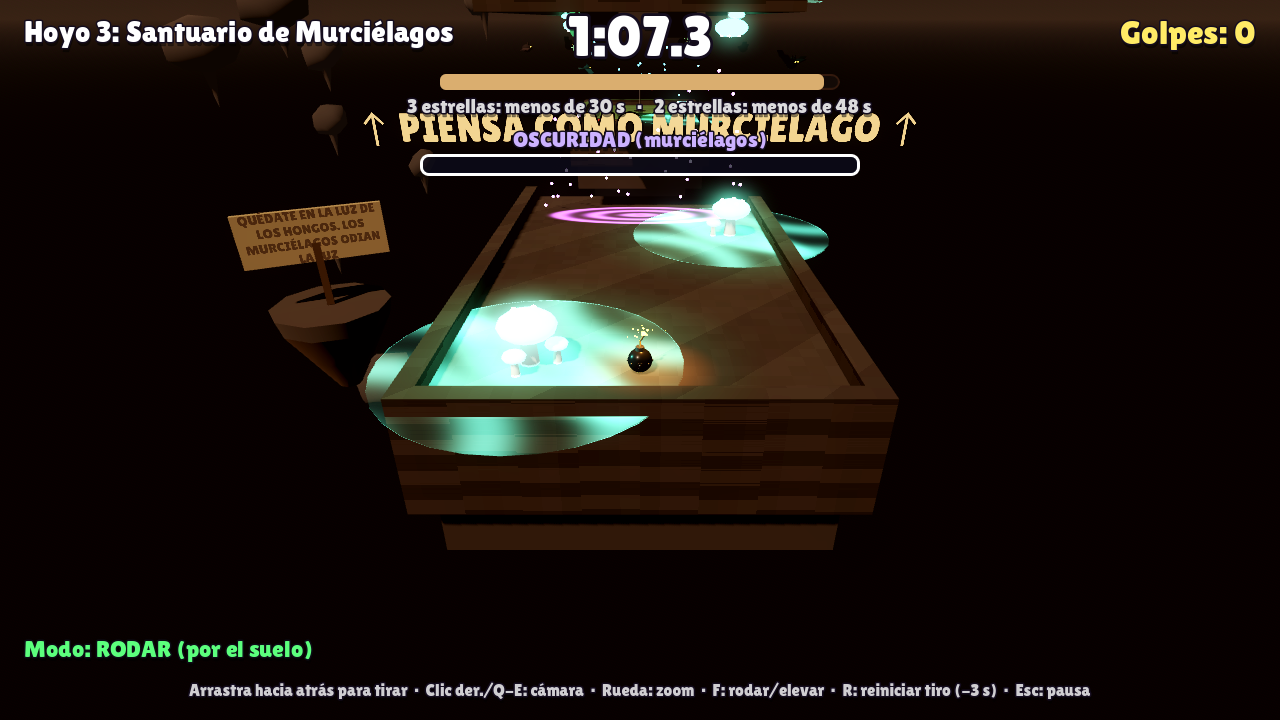 Hoyo 3: Santuario de Murciélagos
1:07.3
Golpes: 0
3 estrellas: menos de 30 s · 2 estrellas: menos de 48 s
↑ PIENSA COMO MURCIÉLAGO ↑
OSCURIDAD (murciélagos)
QUÉDATE EN LA LUZ DE
LOS HONGOS. LOS
MURCIÉLAGOS ODIAN
LA LUZ
Modo: RODAR (por el suelo)
Arrastra hacia atrás para tirar · Clic der./Q-E: cámara · Rueda: zoom · F: rodar/elevar · R: reiniciar tiro (-3 s) · Esc: pausa